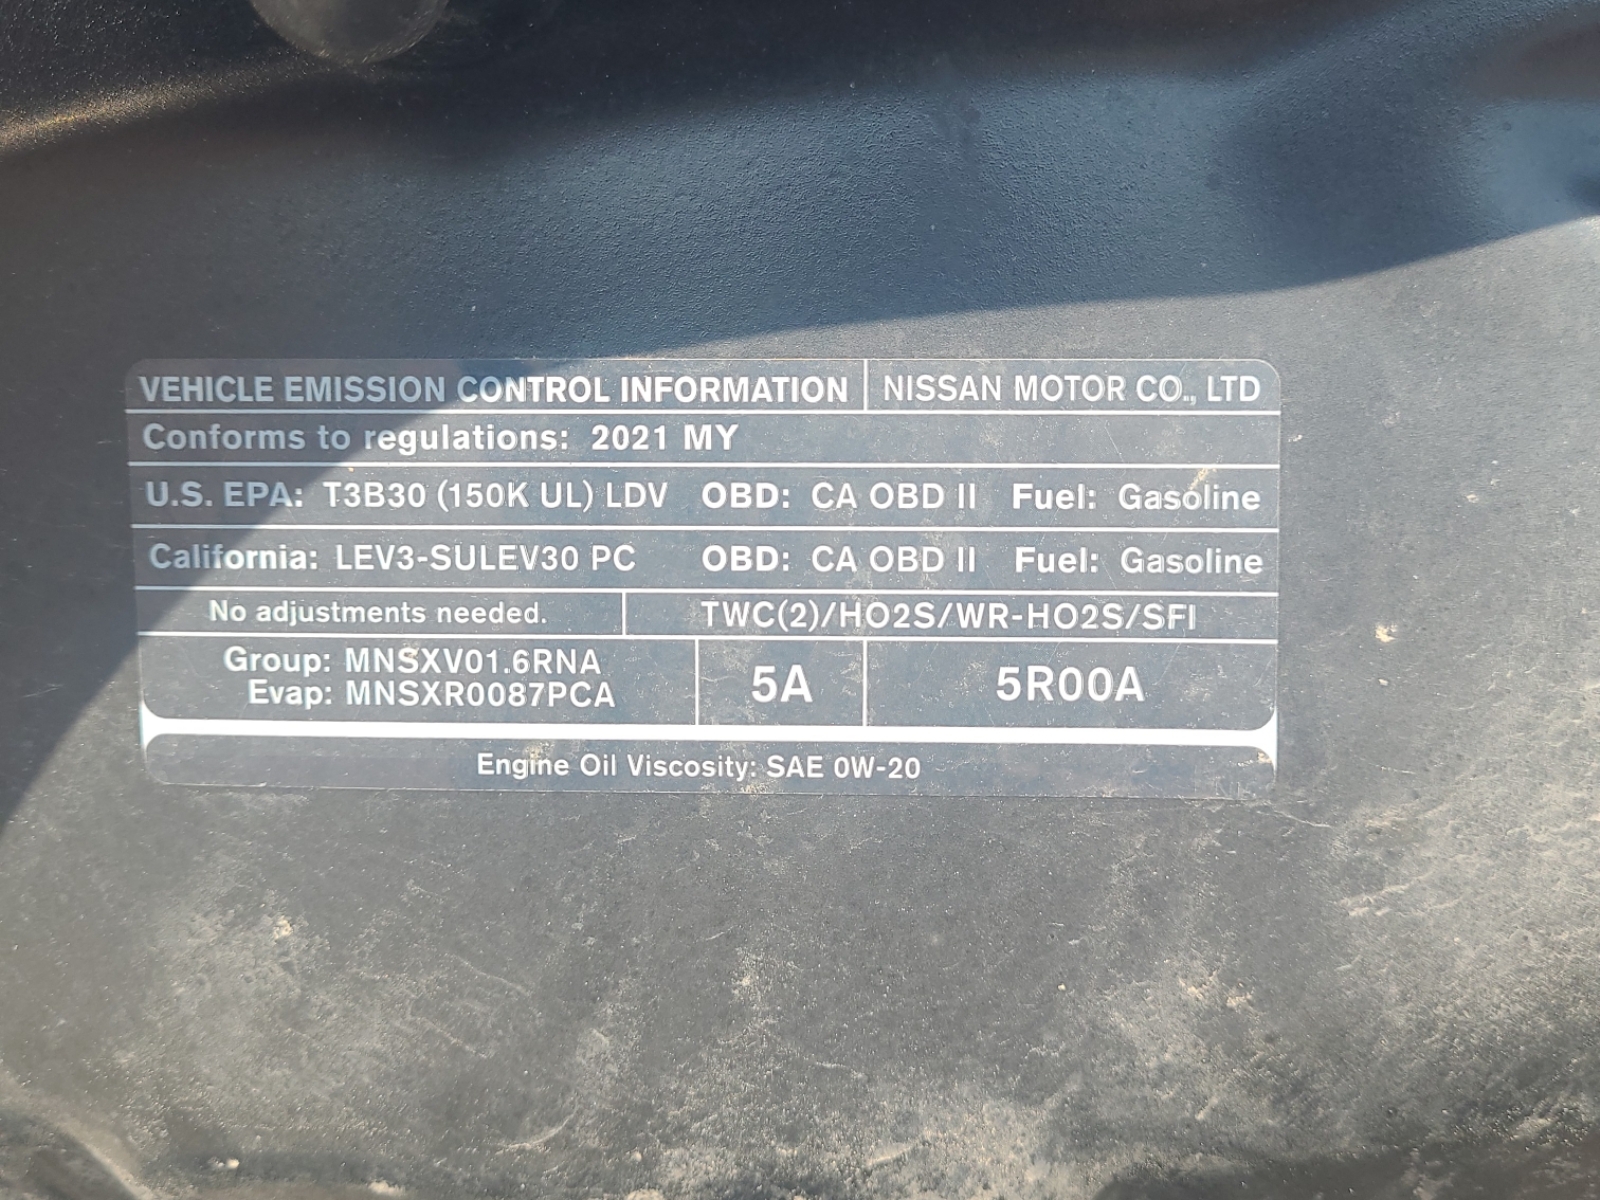 VEHICLE EMISSION CONTROL INFORMATION NISSAN MOTOR CO., LTD
Conforms to regulations: 2021 MY
U.S. EPA: T3B30 (150K UL) LDV OBD: CA OBD II Fuel: Gasoline
California: LEV3-SULEV30 PC OBD: CA OBD II Fuel: Gasoline
No adjustments needed. TWC(2)/HO2S/WR-HO2S/SFI
Group: MNSXV01.6RNA
Evap: MNSXR0087PCA
5A 5R00A
Engine Oil Viscosity: SAE 0W-20